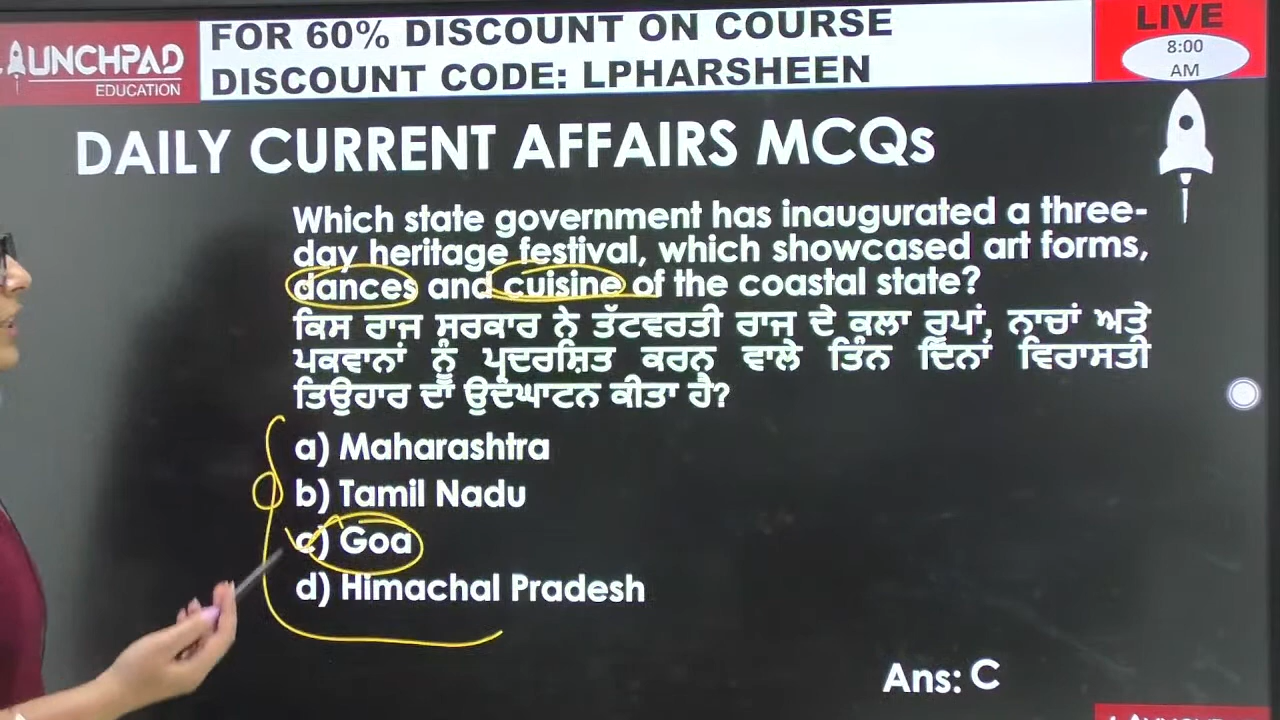 LAUNCHPAD
EDUCATION
FOR 60% DISCOUNT ON COURSE
DISCOUNT CODE: LPHARSHEEN
LIVE
8:00
AM
DAILY CURRENT AFFAIRS MCQs
Which state government has inaugurated a three-
day heritage festival, which showcased art forms,
dances and cuisine of the coastal state?
ਕਿਸ ਰਾਜ ਸਰਕਾਰ ਨੇ ਤੱਟਵਰਤੀ ਰਾਜ ਦੇ ਕਲਾ ਰੂਪਾਂ, ਨਾਚਾਂ ਅਤੇ
ਪਕਵਾਨਾਂ ਨੂੰ ਪ੍ਰਦਰਸ਼ਿਤ ਕਰਨ ਵਾਲੇ ਤਿੰਨ ਦਿਨਾਂ ਵਿਰਾਸਤੀ
ਤਿਉਹਾਰ ਦਾ ਉਦਘਾਟਨ ਕੀਤਾ ਹੈ?
a) Maharashtra
b) Tamil Nadu
c) Goa
d) Himachal Pradesh
Ans: C